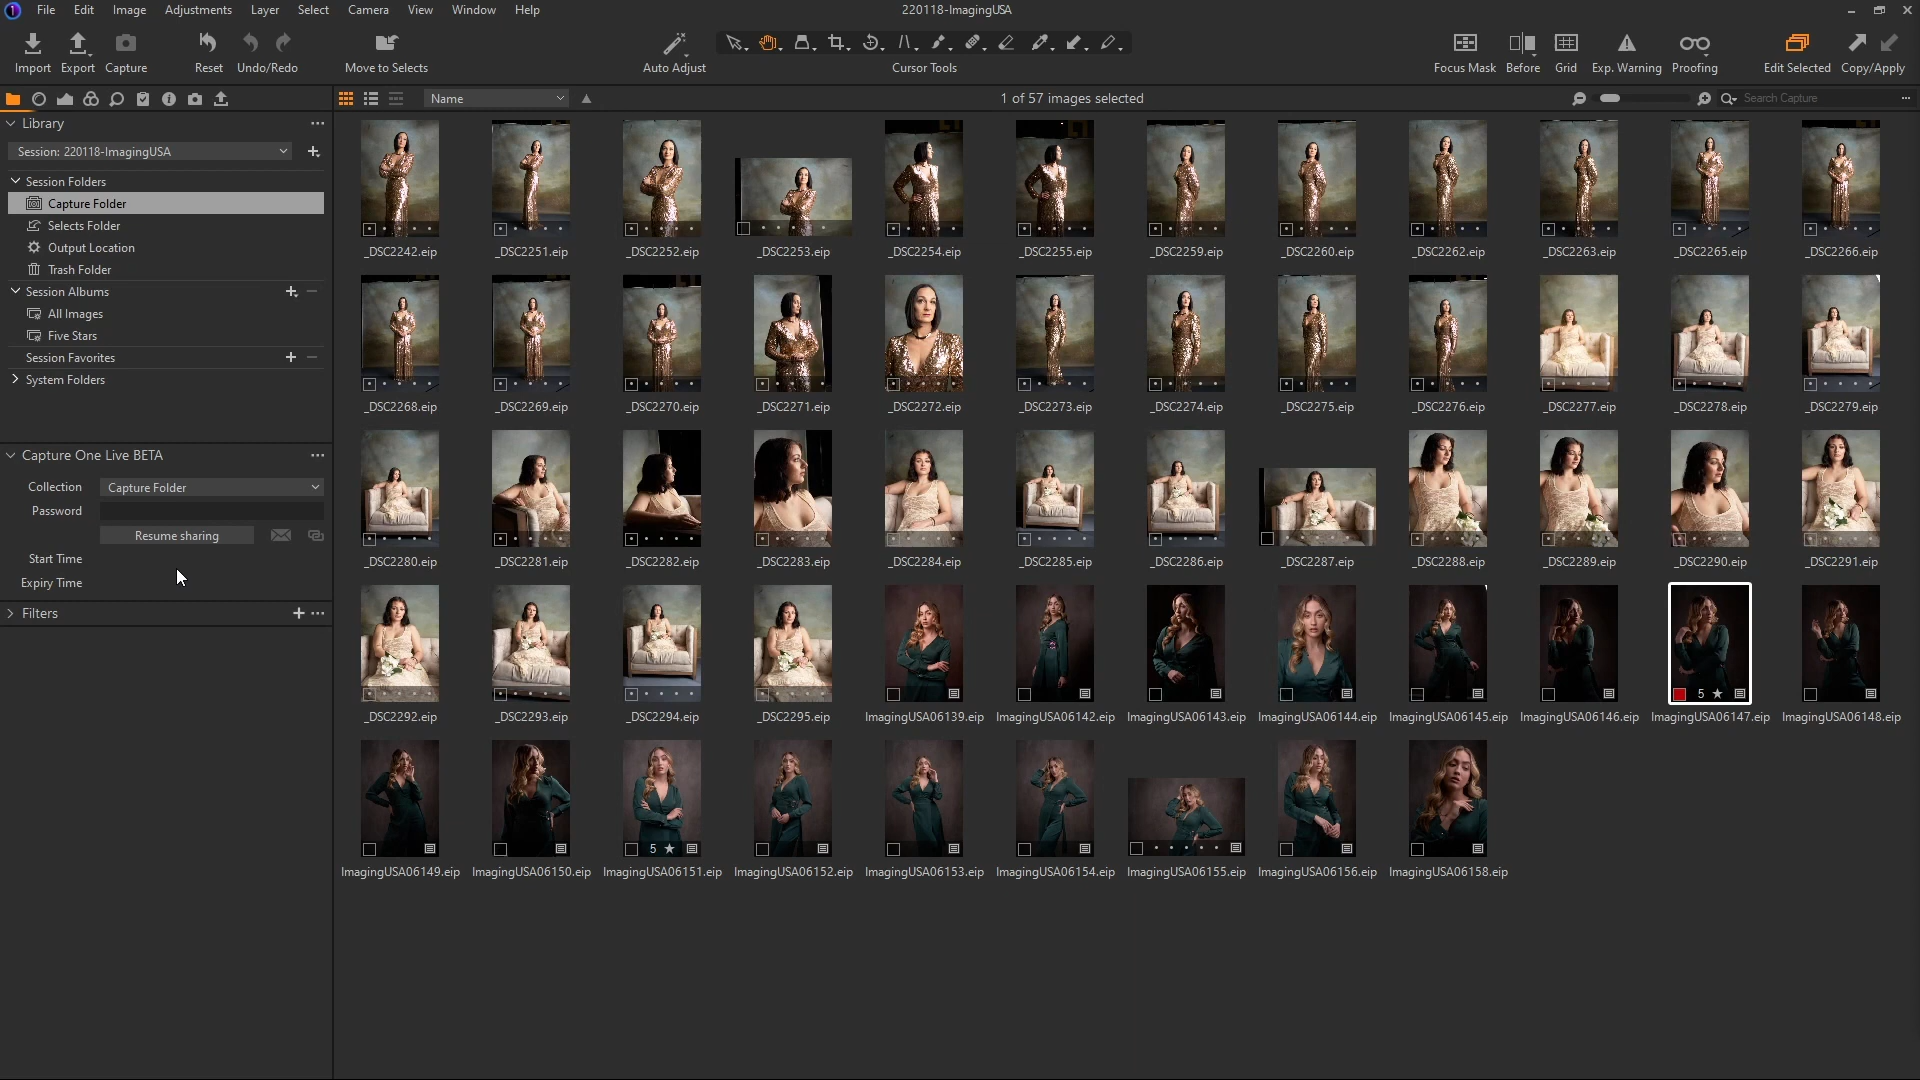 File Edit Image Adjustments Layer Select Camera View Window Help
220118-ImagingUSA
Import Export Capture Reset Undo/Redo Move to Selects Auto Adjust Cursor Tools Focus Mask Before Grid Exp. Warning Proofing Edit Selected Copy/Apply
Name
1 of 57 images selected
Search Capture
Library
Session: 220118-ImagingUSA
Session Folders
Capture Folder
Selects Folder
Output Location
Trash Folder
Session Albums
All Images
Five Stars
Session Favorites
System Folders
Capture One Live BETA
Collection Capture Folder
Password
Resume sharing
Start Time
Expiry Time
Filters
_DSC2242.eip _DSC2251.eip _DSC2252.eip _DSC2253.eip _DSC2254.eip _DSC2255.eip _DSC2259.eip _DSC2260.eip _DSC2262.eip _DSC2263.eip _DSC2265.eip _DSC2266.eip
_DSC2268.eip _DSC2269.eip _DSC2270.eip _DSC2271.eip _DSC2272.eip _DSC2273.eip _DSC2274.eip _DSC2275.eip _DSC2276.eip _DSC2277.eip _DSC2278.eip _DSC2279.eip
_DSC2280.eip _DSC2281.eip _DSC2282.eip _DSC2283.eip _DSC2284.eip _DSC2285.eip _DSC2286.eip _DSC2287.eip _DSC2288.eip _DSC2289.eip _DSC2290.eip _DSC2291.eip
5
_DSC2292.eip _DSC2293.eip _DSC2294.eip _DSC2295.eip ImagingUSA06139.eip ImagingUSA06142.eip ImagingUSA06143.eip ImagingUSA06144.eip ImagingUSA06145.eip ImagingUSA06146.eip ImagingUSA06147.eip ImagingUSA06148.eip
5
ImagingUSA06149.eip ImagingUSA06150.eip ImagingUSA06151.eip ImagingUSA06152.eip ImagingUSA06153.eip ImagingUSA06154.eip ImagingUSA06155.eip ImagingUSA06156.eip ImagingUSA06158.eip